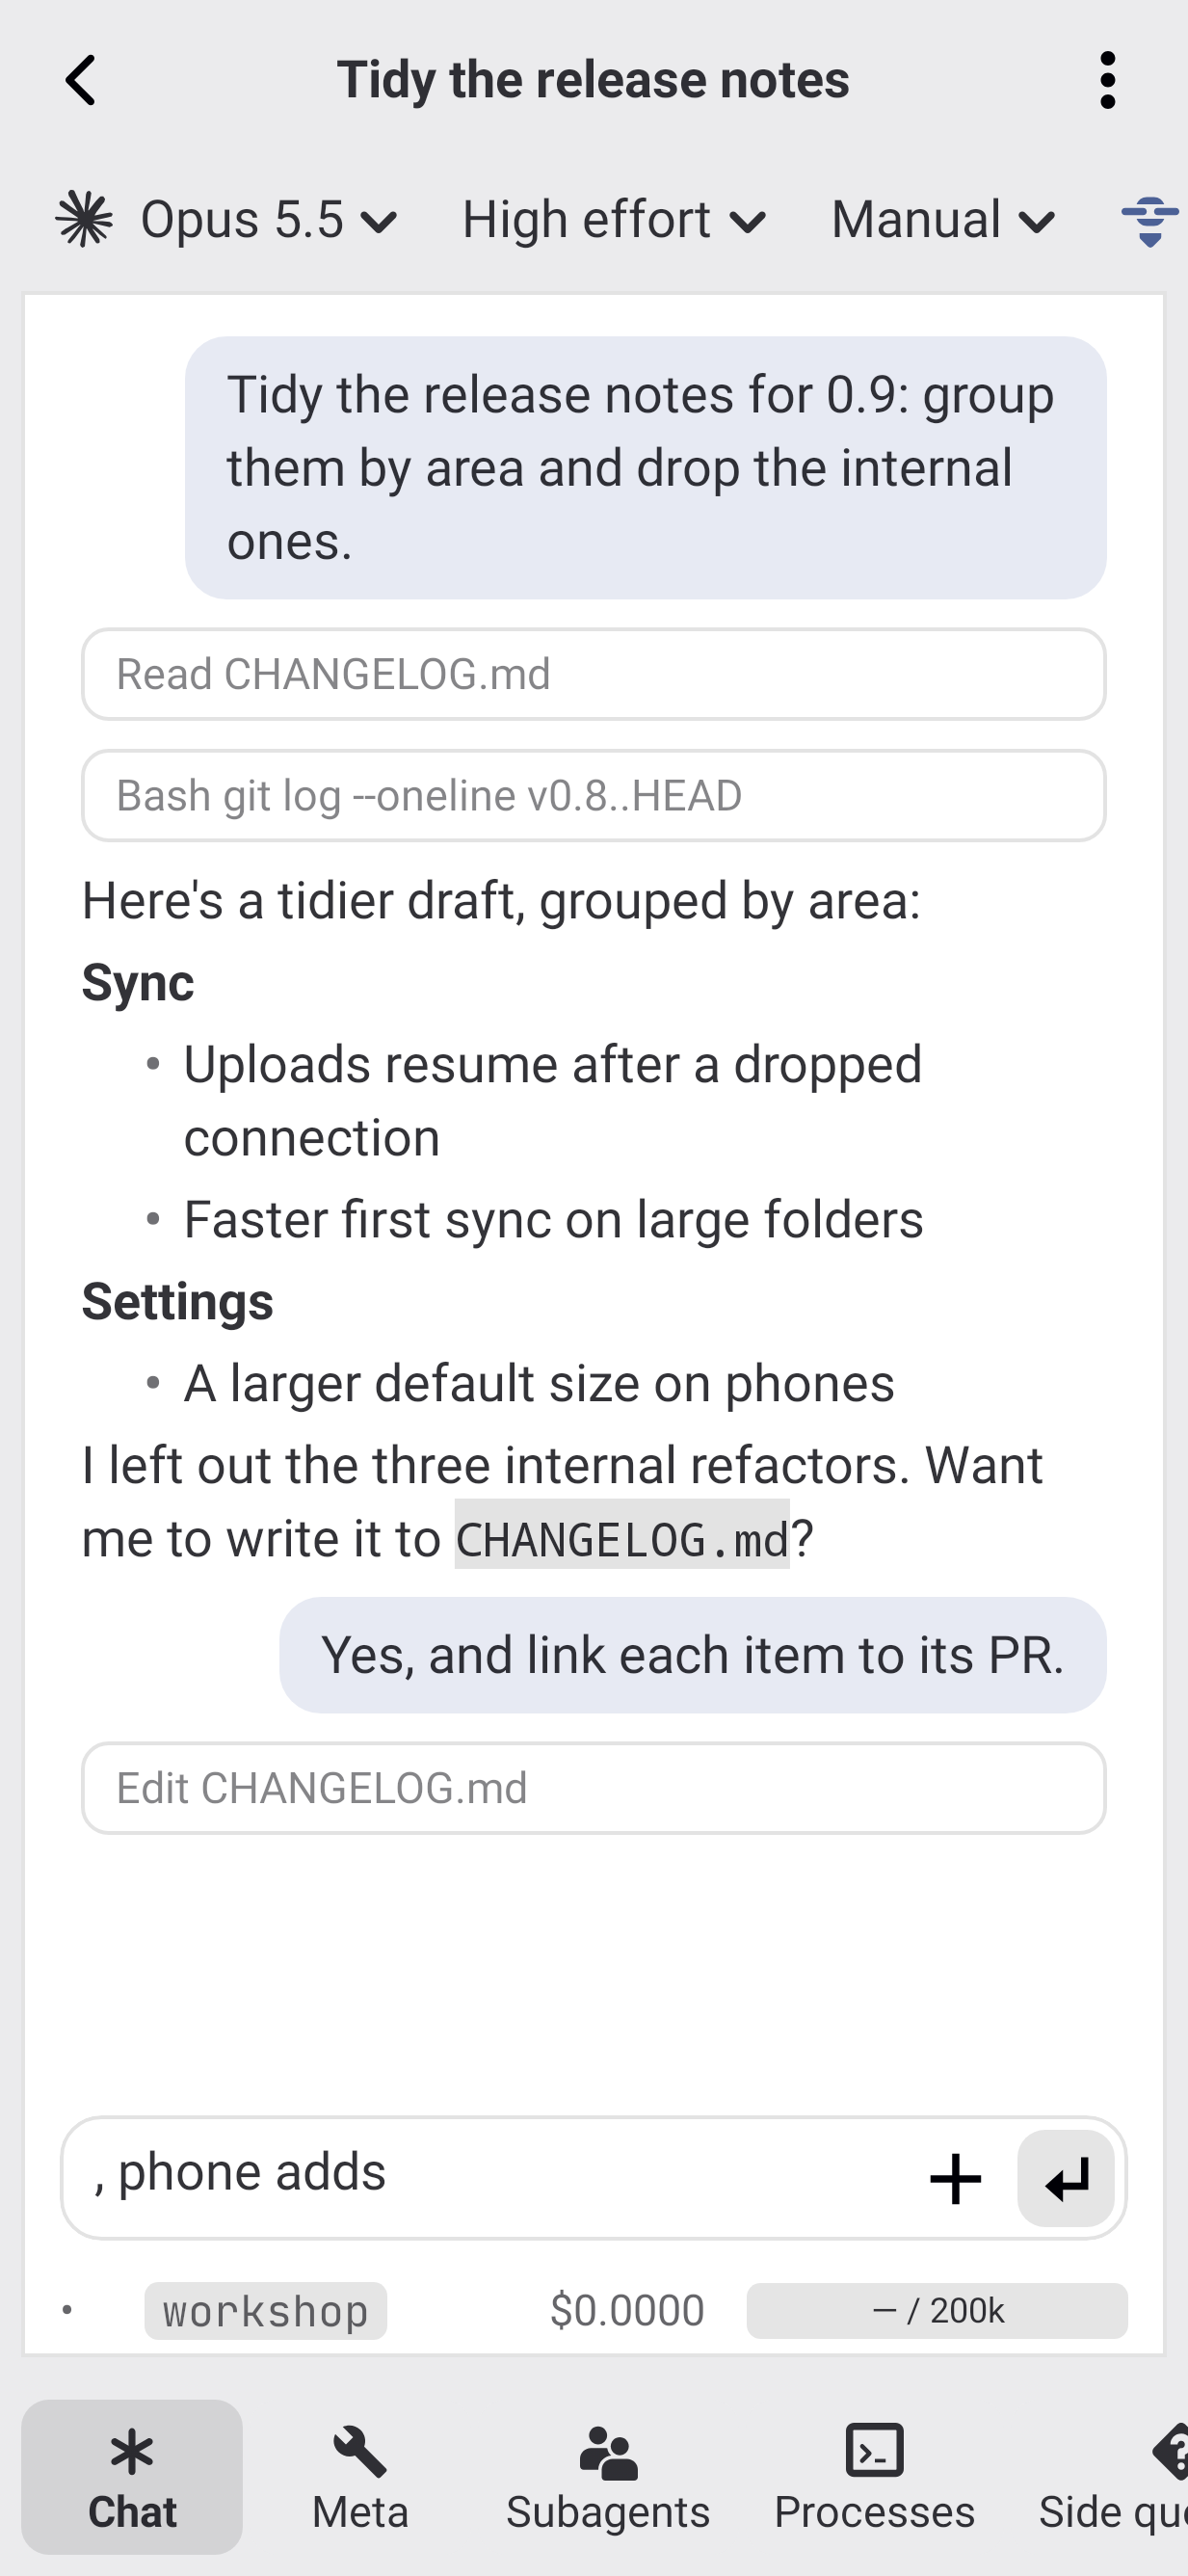 Tidy the release notes
Opus 5.5 High effort Manual
Tidy the release notes for 0.9: group
them by area and drop the internal
ones.
Read CHANGELOG.md
Bash git log --oneline v0.8..HEAD
Here's a tidier draft, grouped by area:
Sync
• Uploads resume after a dropped
connection
• Faster first sync on large folders
Settings
• A larger default size on phones
I left out the three internal refactors. Want
me to write it to CHANGELOG.md?
Yes, and link each item to its PR.
Edit CHANGELOG.md
, phone adds
• workshop $0.0000 – / 200k
Chat Meta Subagents Processes Side